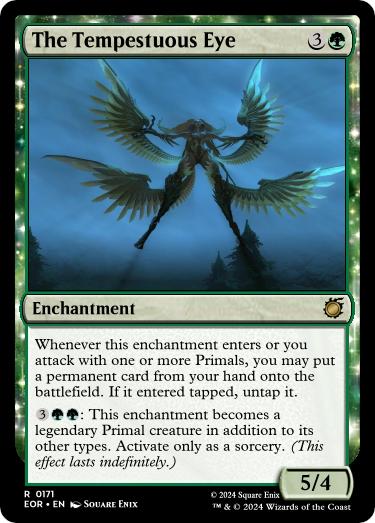 The Tempestuous Eye 3
Enchantment
Whenever this enchantment enters or you
attack with one or more Primals, you may put
a permanent card from your hand onto the
battlefield. If it entered tapped, untap it.
3: This enchantment becomes a
legendary Primal creature in addition to its
other types. Activate only as a sorcery. (This
effect lasts indefinitely.)
5/4
R 0171
EOR • EN SQUARE ENIX
© 2024 Square Enix
™ & © 2024 Wizards of the Coast